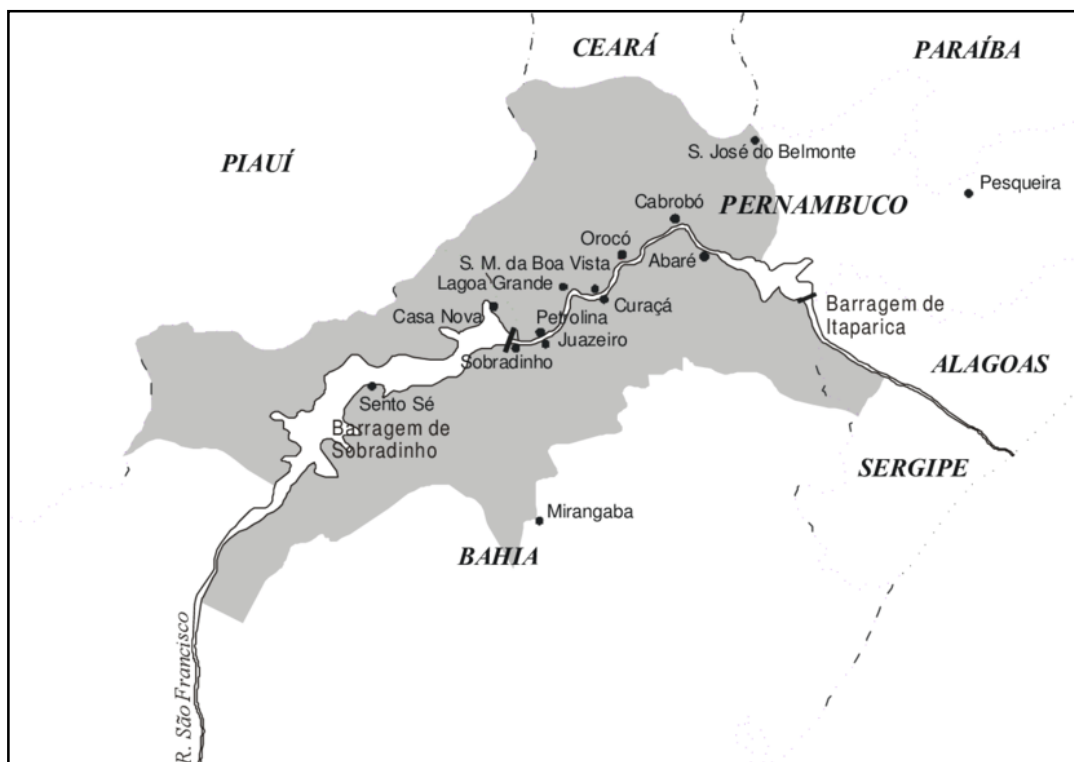 CEARÁ
PARAÍBA
PIAUÍ
S. José do Belmonte
Pesqueira
Cabrobó
PERNAMBUCO
Orocó
S. M. da Boa Vista
Abaré
Lagoa Grande
Curaçá
Casa Nova
Petrolina
Barragem de
Itaparica
Juazeiro
Sobradinho
ALAGOAS
Sento Sé
Barragem de
Sobradinho
SERGIPE
Mirangaba
BAHIA
R. São Francisco